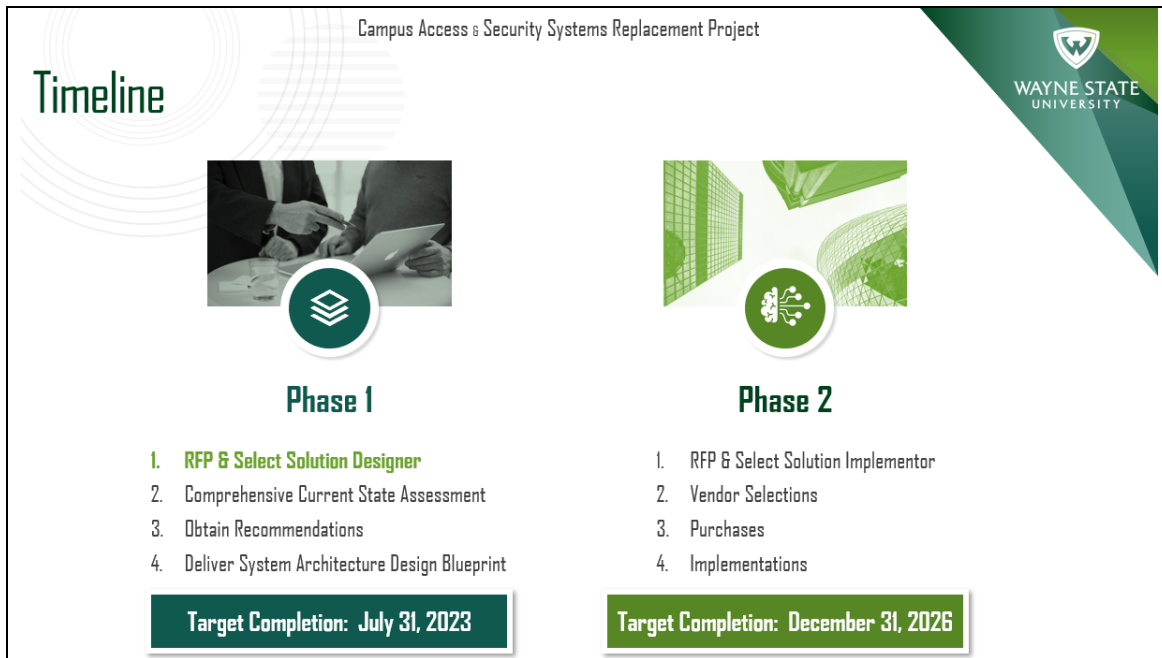 Campus Access & Security Systems Replacement Project
WAYNE STATE
UNIVERSITY
Timeline
Phase 1
1. RFP & Select Solution Designer
2. Comprehensive Current State Assessment
3. Obtain Recommendations
4. Deliver System Architecture Design Blueprint
Target Completion: July 31, 2023
Phase 2
1. RFP & Select Solution Implementor
2. Vendor Selections
3. Purchases
4. Implementations
Target Completion: December 31, 2026